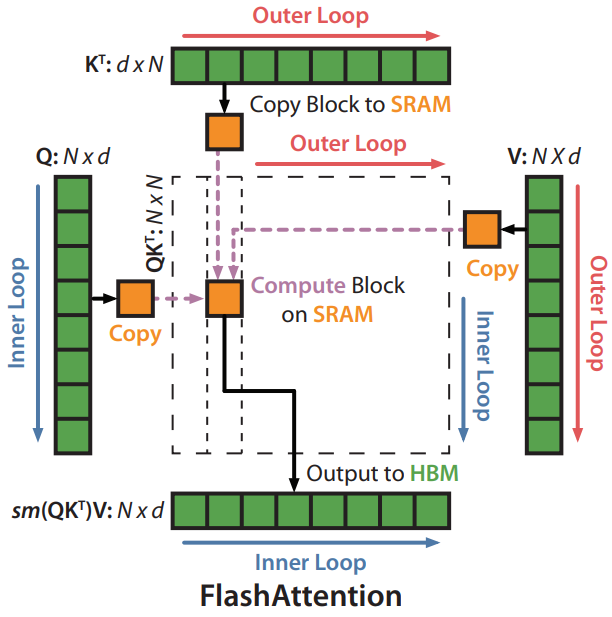 Outer Loop
Kᵀ: d x N
Copy Block to SRAM
Outer Loop
Q: N x d
V: N X d
QKᵀ: N x N
Inner Loop
Copy
Compute Block
on SRAM
Copy
Inner Loop
Outer Loop
Output to HBM
sm(QKᵀ)V: N x d
Inner Loop
FlashAttention